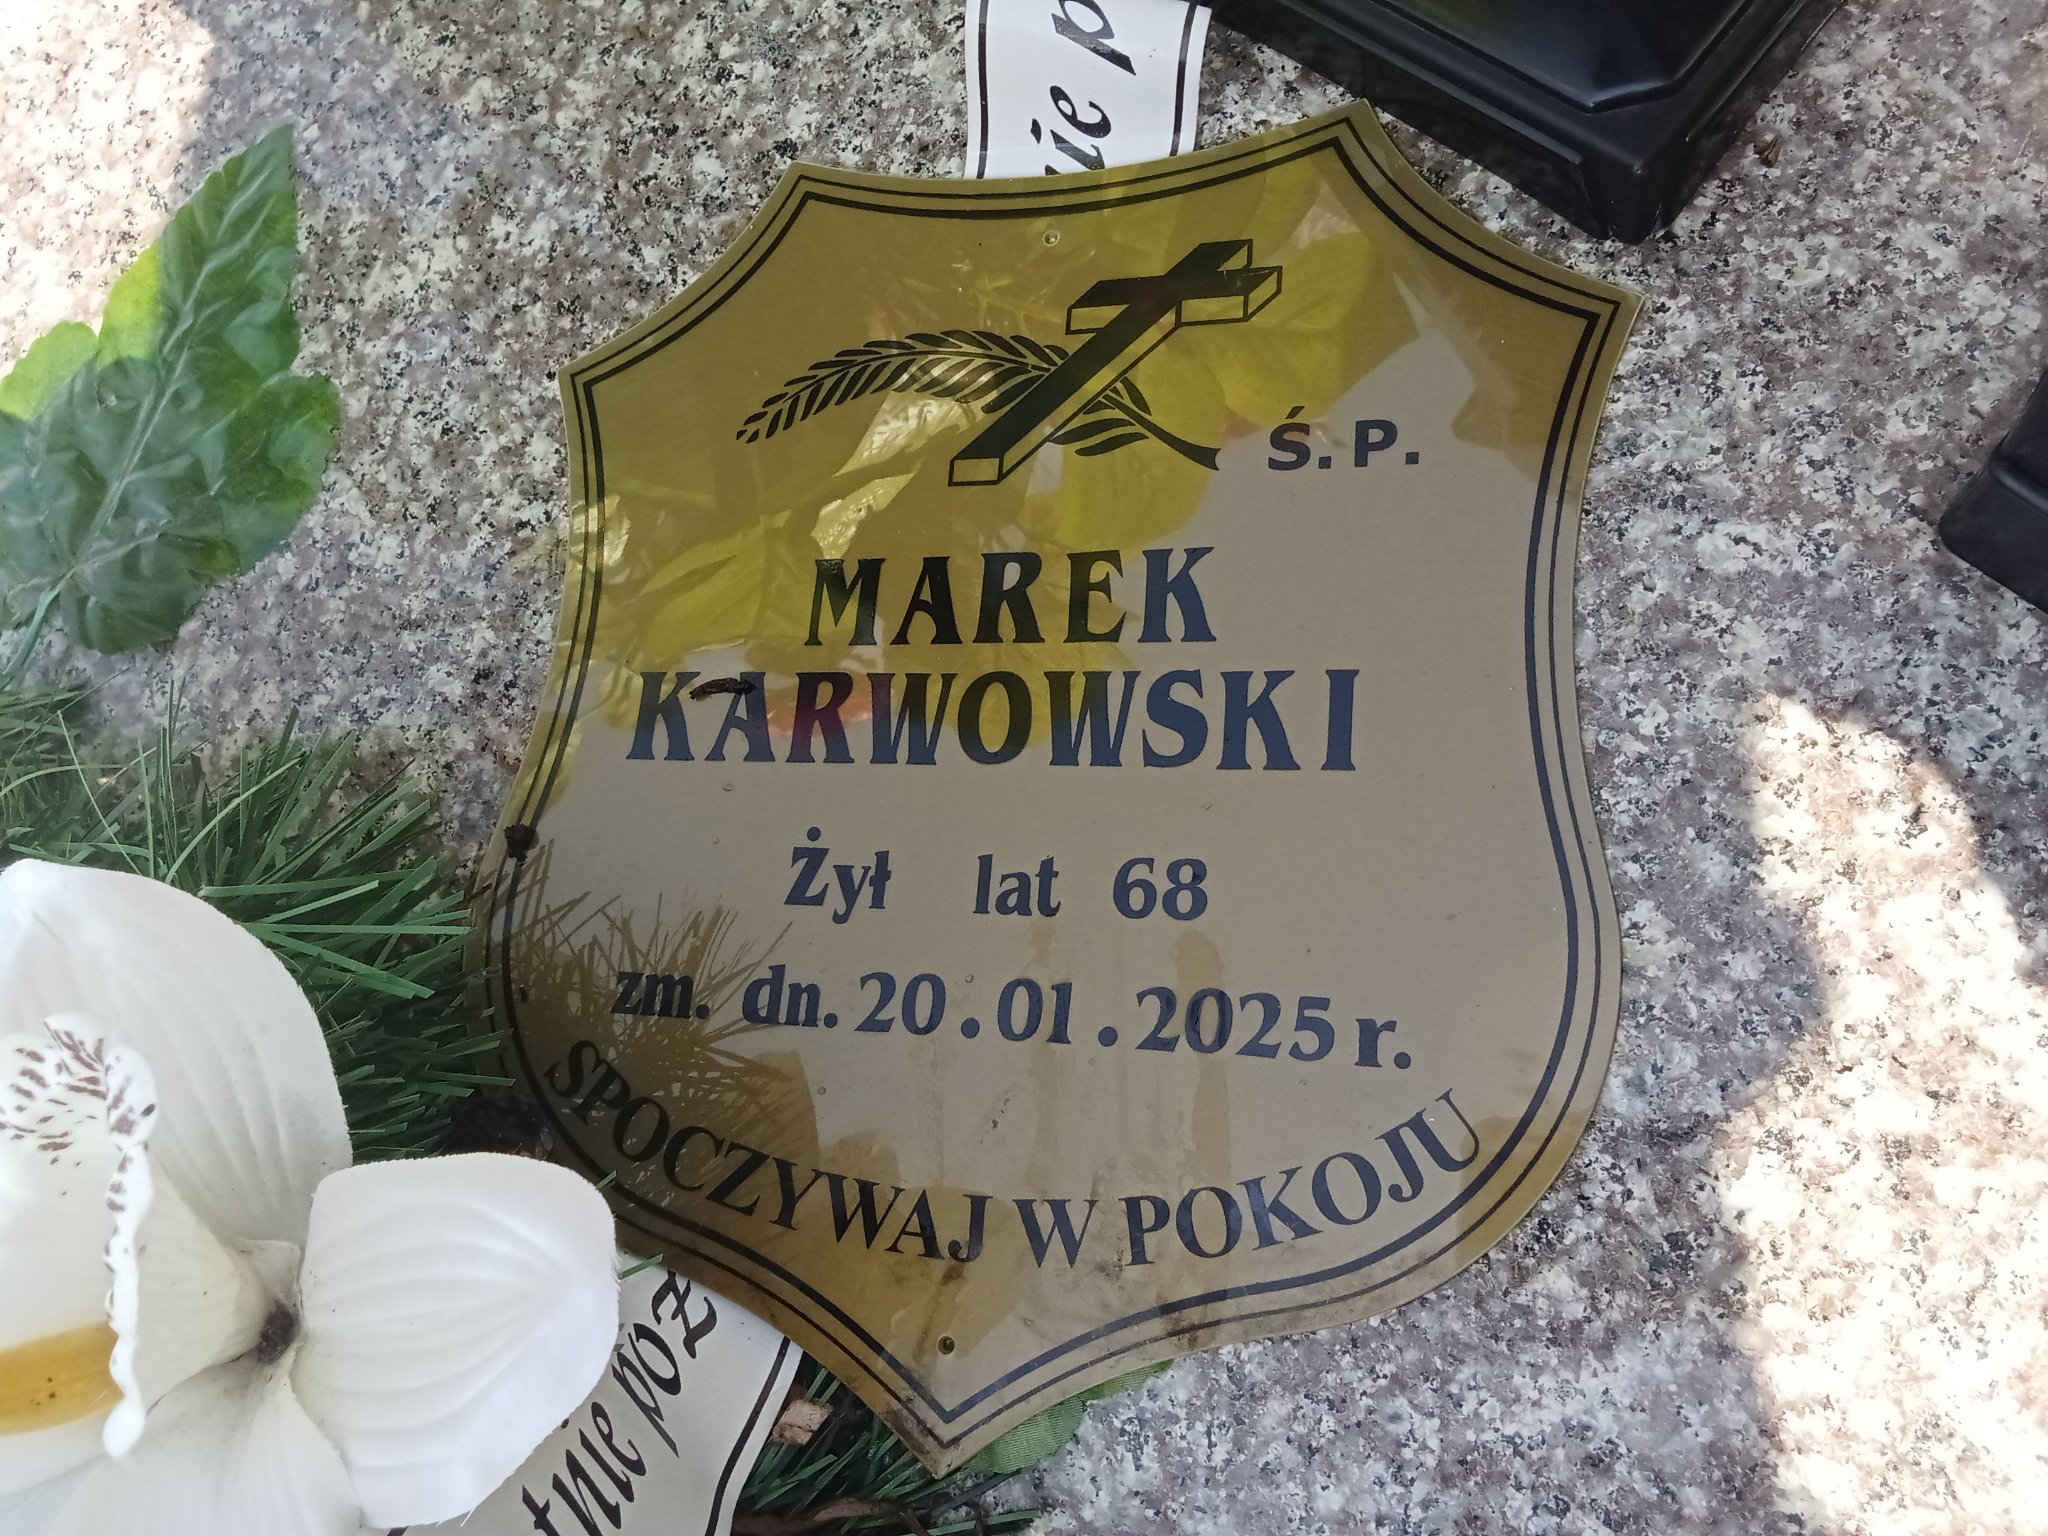 Ś. P.
MAREK
KARWOWSKI
Żył lat 68
zm. dn. 20.01.2025 r.
SPOCZYWAJ W POKOJU